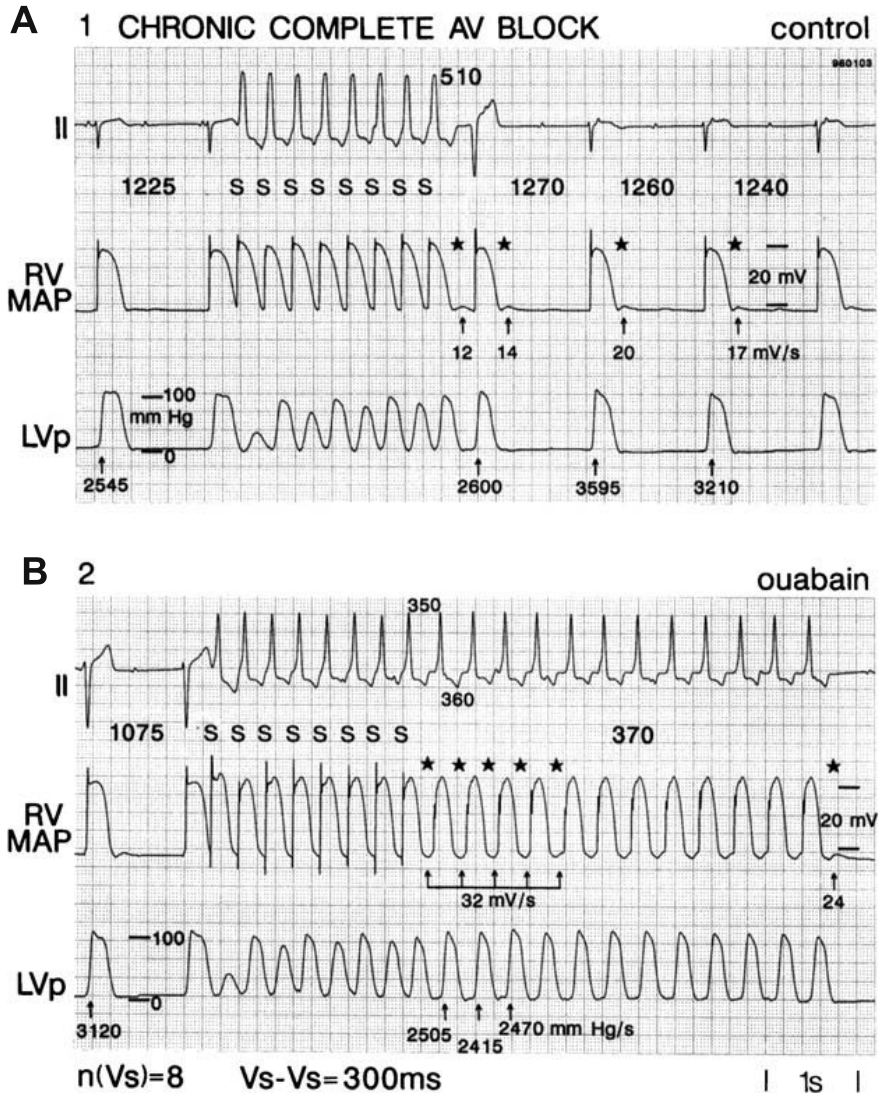 A
1 CHRONIC COMPLETE AV BLOCK control
960103
510
II
1225 S S S S S S S S 1270 1260 1240
★ ★ ★ ★
RV
MAP
20 mV
12 14 20 17 mV/s
100
mm Hg
LVp
0
2545 2600 3595 3210
B 2 ouabain
350
II
360
1075 S S S S S S S S 370
★ ★ ★ ★ ★ ★
RV
MAP
20 mV
32 mV/s 24
100
LVp
0
3120 2505 2415 2470 mm Hg/s
n(Vs)=8 Vs-Vs=300ms 1s